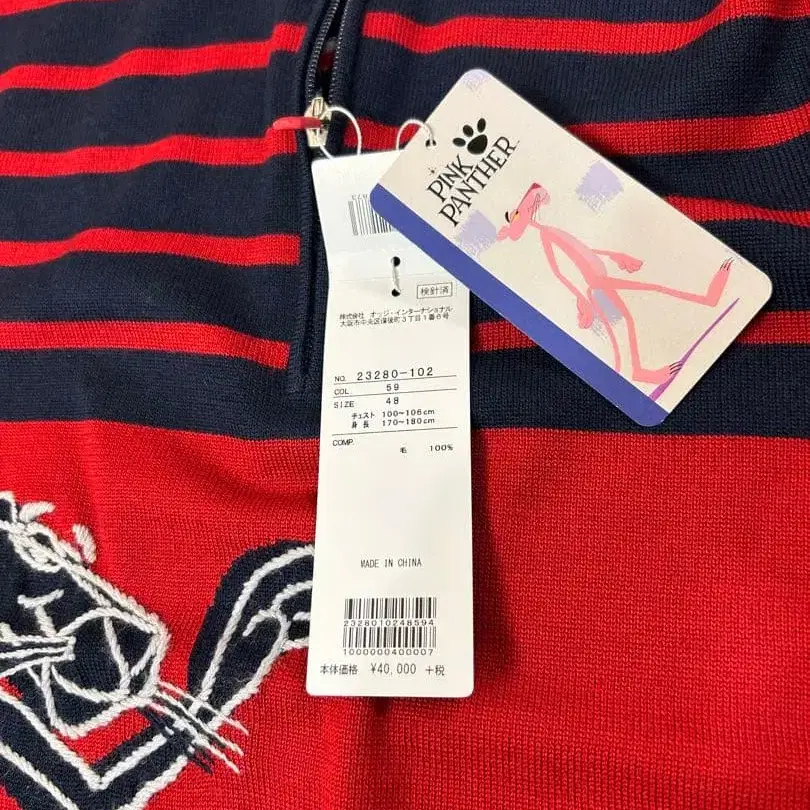 PINK
PANTHER
検針済
株式会社 オッジ・インターナショナル
大阪市中央区備後町3丁目1番6号
NO. 23280-102
COL 59
SIZE 48
チェスト 100~106cm
身長 170~180cm
COMP.
毛 100%
MADE IN CHINA
2328010248594
1000000400007
本体価格 ¥40,000 +税